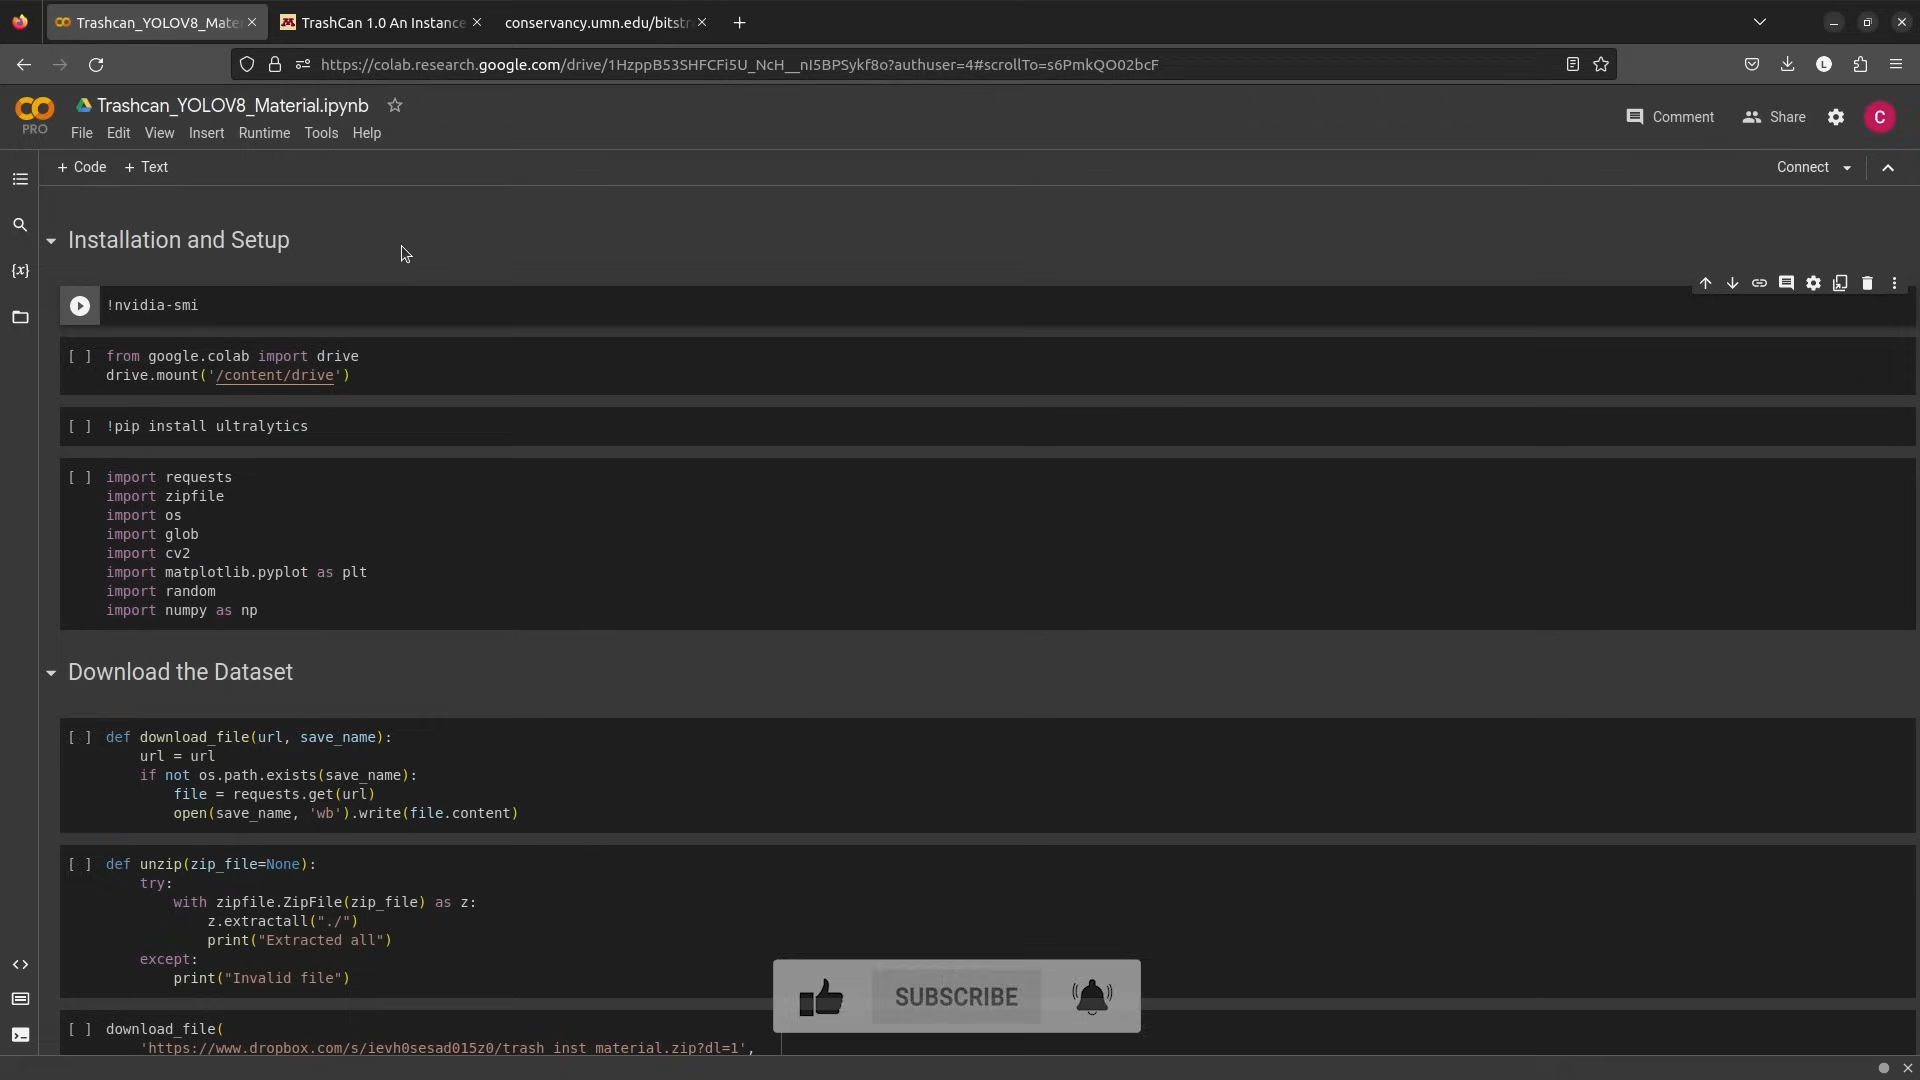 Trashcan_YOLOV8_Mate
TrashCan 1.0 An Instance
conservancy.umn.edu/bitstr
https://colab.research.google.com/drive/1HzppB53SHFCFi5U_NcH__nI5BPSykf8o?authuser=4#scrollTo=s6PmkQO02bcF
L
PRO
Trashcan_YOLOV8_Material.ipynb
File Edit View Insert Runtime Tools Help
Comment
Share
C
+ Code + Text
Connect
{x}
Installation and Setup
!nvidia-smi
[ ] from google.colab import drive
drive.mount('/content/drive')
[ ] !pip install ultralytics
[ ] import requests
import zipfile
import os
import glob
import cv2
import matplotlib.pyplot as plt
import random
import numpy as np
Download the Dataset
[ ] def download_file(url, save_name):
url = url
if not os.path.exists(save_name):
file = requests.get(url)
open(save_name, 'wb').write(file.content)
[ ] def unzip(zip_file=None):
try:
with zipfile.ZipFile(zip_file) as z:
z.extractall("./")
print("Extracted all")
except:
print("Invalid file")
[ ] download_file(
'https://www.dropbox.com/s/ievh0sesad015z0/trash_inst_material.zip?dl=1',
SUBSCRIBE